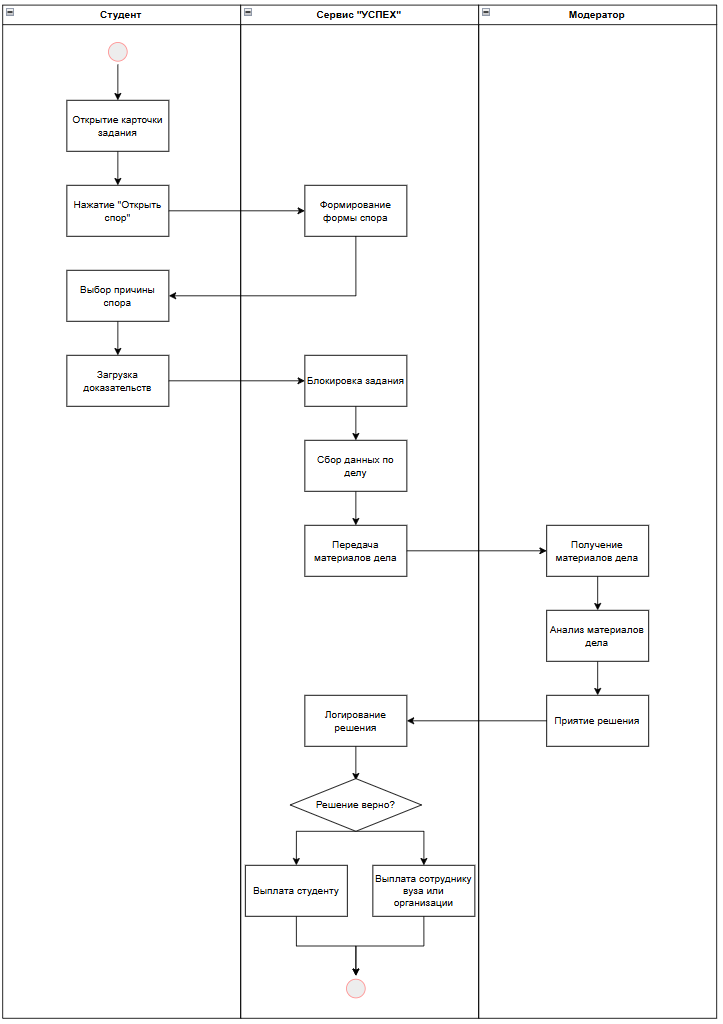 Студент
Сервис "УСПЕХ"
Модератор
Открытие карточки
задания
Нажатие "Открыть
спор"
Формирование
формы спора
Выбор причины
спора
Загрузка
доказательств
Блокировка задания
Сбор данных по
делу
Передача
материалов дела
Получение
материалов дела
Анализ материалов
дела
Приятие решения
Логирование
решения
Решение верно?
Выплата студенту
Выплата сотруднику
вуза или
организации